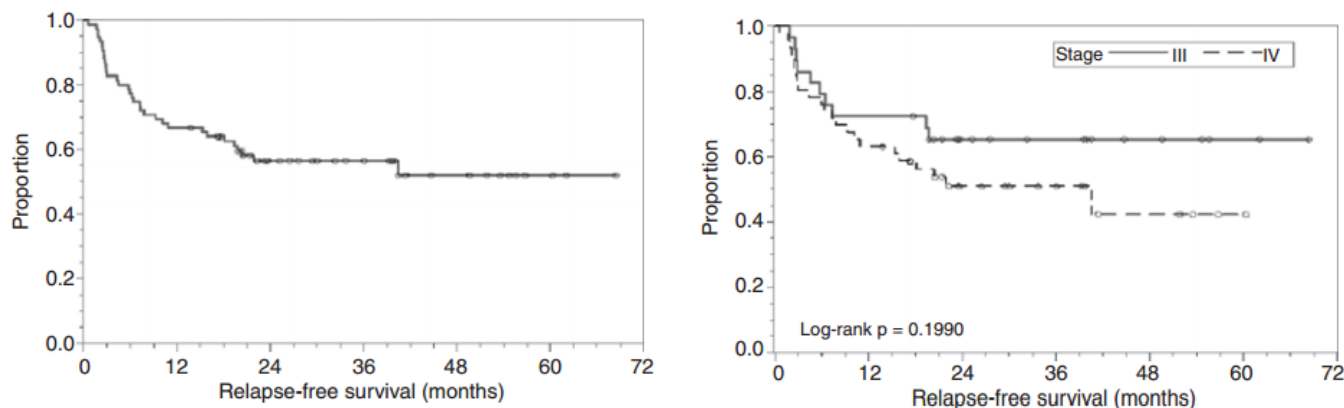 1.0
0.8
0.6
0.4
0.2
0.0
Proportion
0 12 24 36 48 60 72
Relapse-free survival (months)
1.0
0.8
0.6
0.4
0.2
0.0
Proportion
Stage III IV
Log-rank p = 0.1990
0 12 24 36 48 60 72
Relapse-free survival (months)